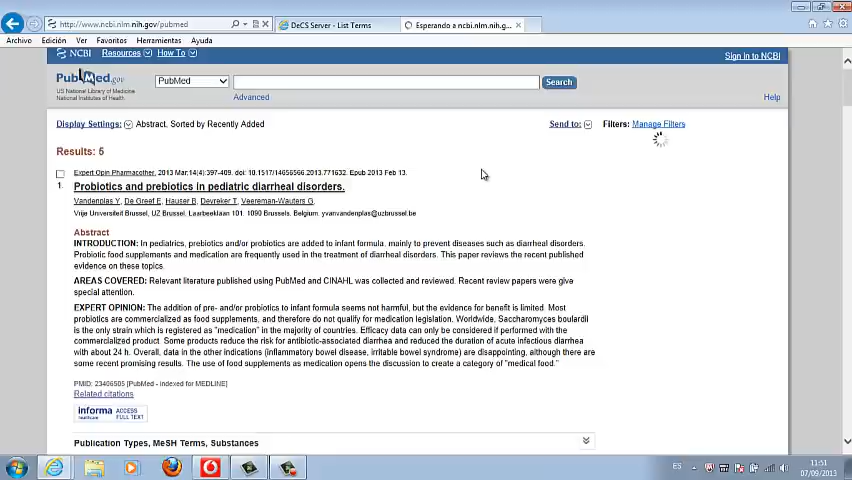 http://www.ncbi.nlm.nih.gov/pubmed
DeCS Server - List Terms
Esperando a ncbi.nlm.nih.g...
Archivo Edición Ver Favoritos Herramientas Ayuda
NCBI Resources How To Sign in to NCBI
PubMed.gov
US National Library of Medicine
National Institutes of Health
PubMed
Search
Advanced
Help
Display Settings: Abstract, Sorted by Recently Added
Send to:
Filters: Manage Filters
Results: 5
Expert Opin Pharmacother. 2013 Mar;14(4):397-409. doi: 10.1517/14656566.2013.771632. Epub 2013 Feb 13.
1. Probiotics and prebiotics in pediatric diarrheal disorders.
Vandenplas Y, De Greef E, Hauser B, Devreker T, Veereman-Wauters G.
Vrije Universiteit Brussel, UZ Brussel, Laarbeeklaan 101, 1090 Brussels, Belgium. yvanvandenplas@uzbrussel.be
Abstract
INTRODUCTION: In pediatrics, prebiotics and/or probiotics are added to infant formula, mainly to prevent diseases such as diarrheal disorders.
Probiotic food supplements and medication are frequently used in the treatment of diarrheal disorders. This paper reviews the recent published
evidence on these topics.
AREAS COVERED: Relevant literature published using PubMed and CINAHL was collected and reviewed. Recent review papers were give
special attention.
EXPERT OPINION: The addition of pre- and/or probiotics to infant formula seems not harmful, but the evidence for benefit is limited. Most
probiotics are commercialized as food supplements, and therefore do not qualify for medication legislation. Worldwide, Saccharomyces boulardii
is the only strain which is registered as "medication" in the majority of countries. Efficacy data can only be considered if performed with the
commercialized product. Some products reduce the risk for antibiotic-associated diarrhea and reduced the duration of acute infectious diarrhea
with about 24 h. Overall, data in the other indications (inflammatory bowel disease, irritable bowel syndrome) are disappointing, although there are
some recent promising results. The use of food supplements as medication opens the discussion to create a category of "medical food."
PMID: 23406505 [PubMed - indexed for MEDLINE]
Related citations
informa healthcare ACCESS FULL TEXT
Publication Types, MeSH Terms, Substances
ES
11:51
07/09/2013